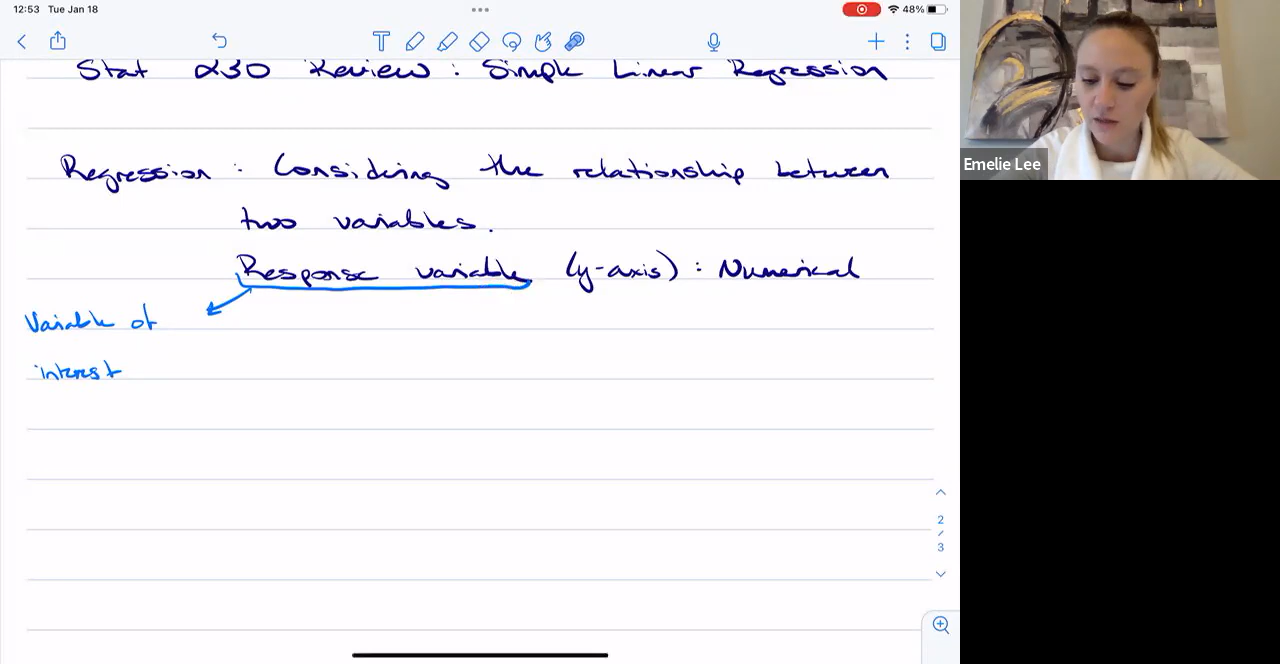 12:53 Tue Jan 18
48%
T
Stat 230 Review : Simple Linear Regression
Regression : Considering the relationship between
two variables.
Response variable (y-axis) : Numerical
Variable of
interest
2
/
3
Emelie Lee